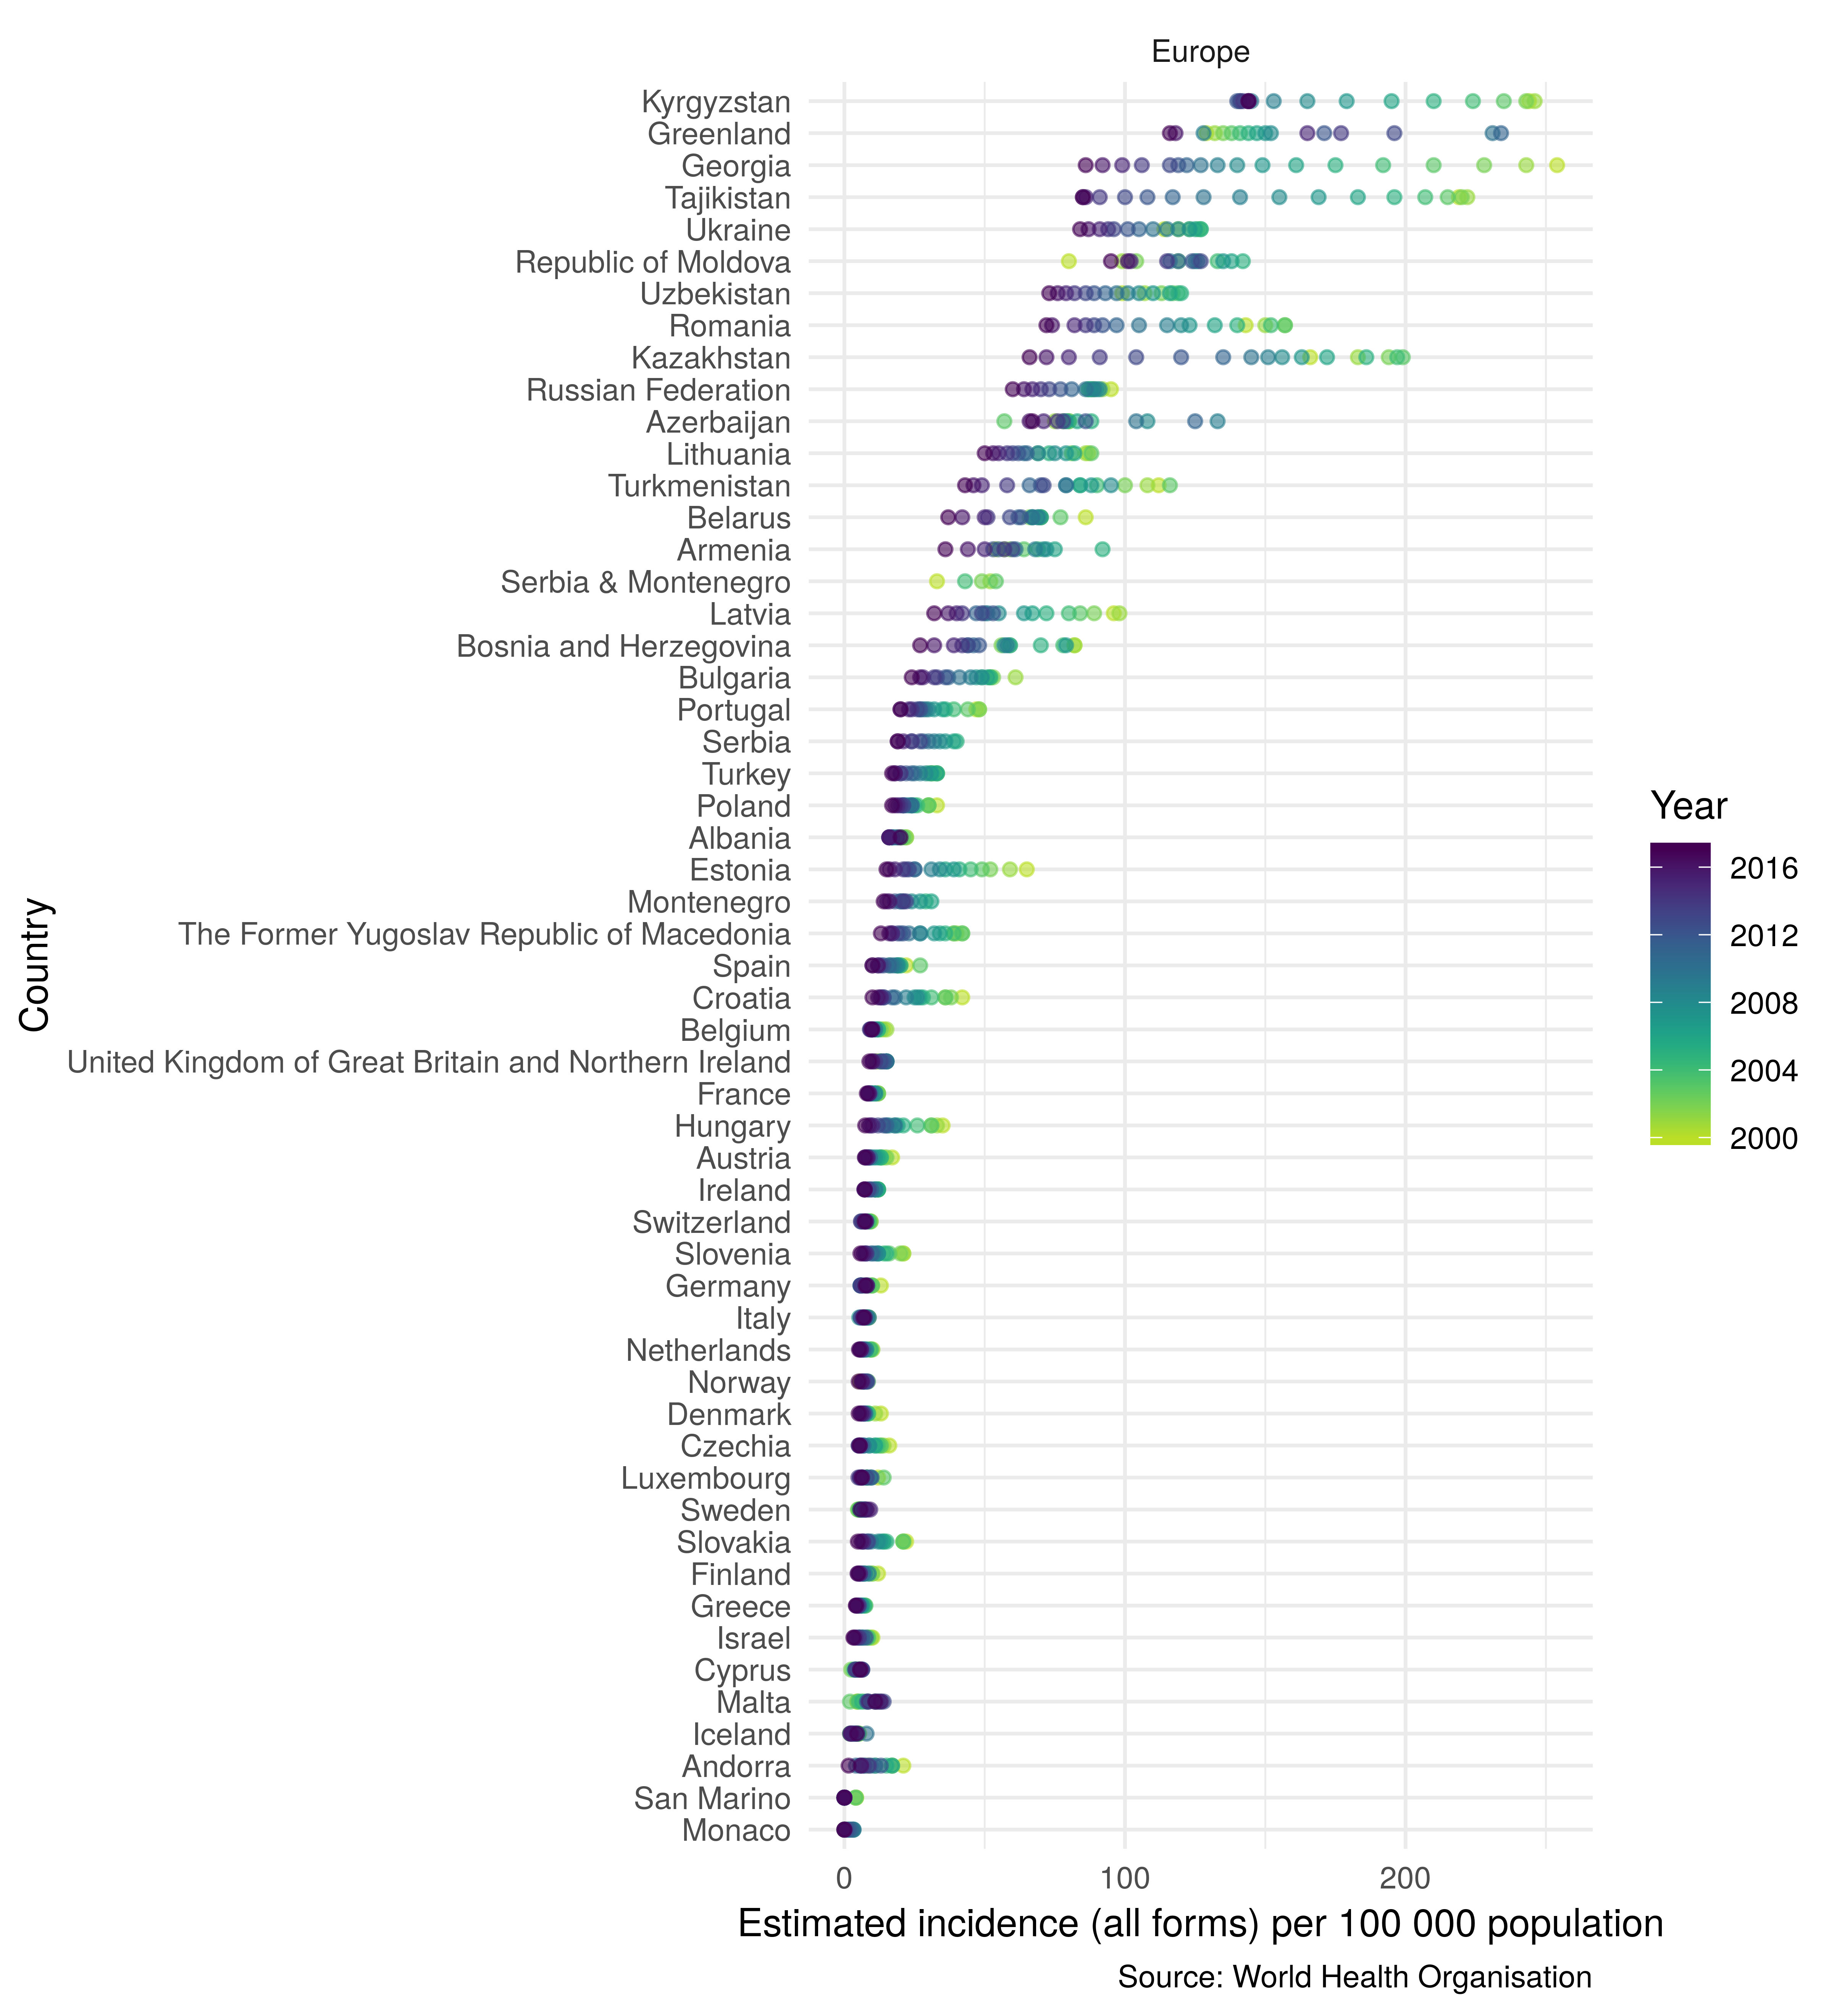 Europe
Kyrgyzstan
Greenland
Georgia
Tajikistan
Ukraine
Republic of Moldova
Uzbekistan
Romania
Kazakhstan
Russian Federation
Azerbaijan
Lithuania
Turkmenistan
Belarus
Armenia
Serbia & Montenegro
Latvia
Bosnia and Herzegovina
Bulgaria
Portugal
Serbia
Turkey
Poland
Albania
Estonia
Montenegro
The Former Yugoslav Republic of Macedonia
Spain
Croatia
Belgium
United Kingdom of Great Britain and Northern Ireland
France
Hungary
Austria
Ireland
Switzerland
Slovenia
Germany
Italy
Netherlands
Norway
Denmark
Czechia
Luxembourg
Sweden
Slovakia
Finland
Greece
Israel
Cyprus
Malta
Iceland
Andorra
San Marino
Monaco
Country
0 100 200
Estimated incidence (all forms) per 100 000 population
Source: World Health Organisation
Year
2016
2012
2008
2004
2000